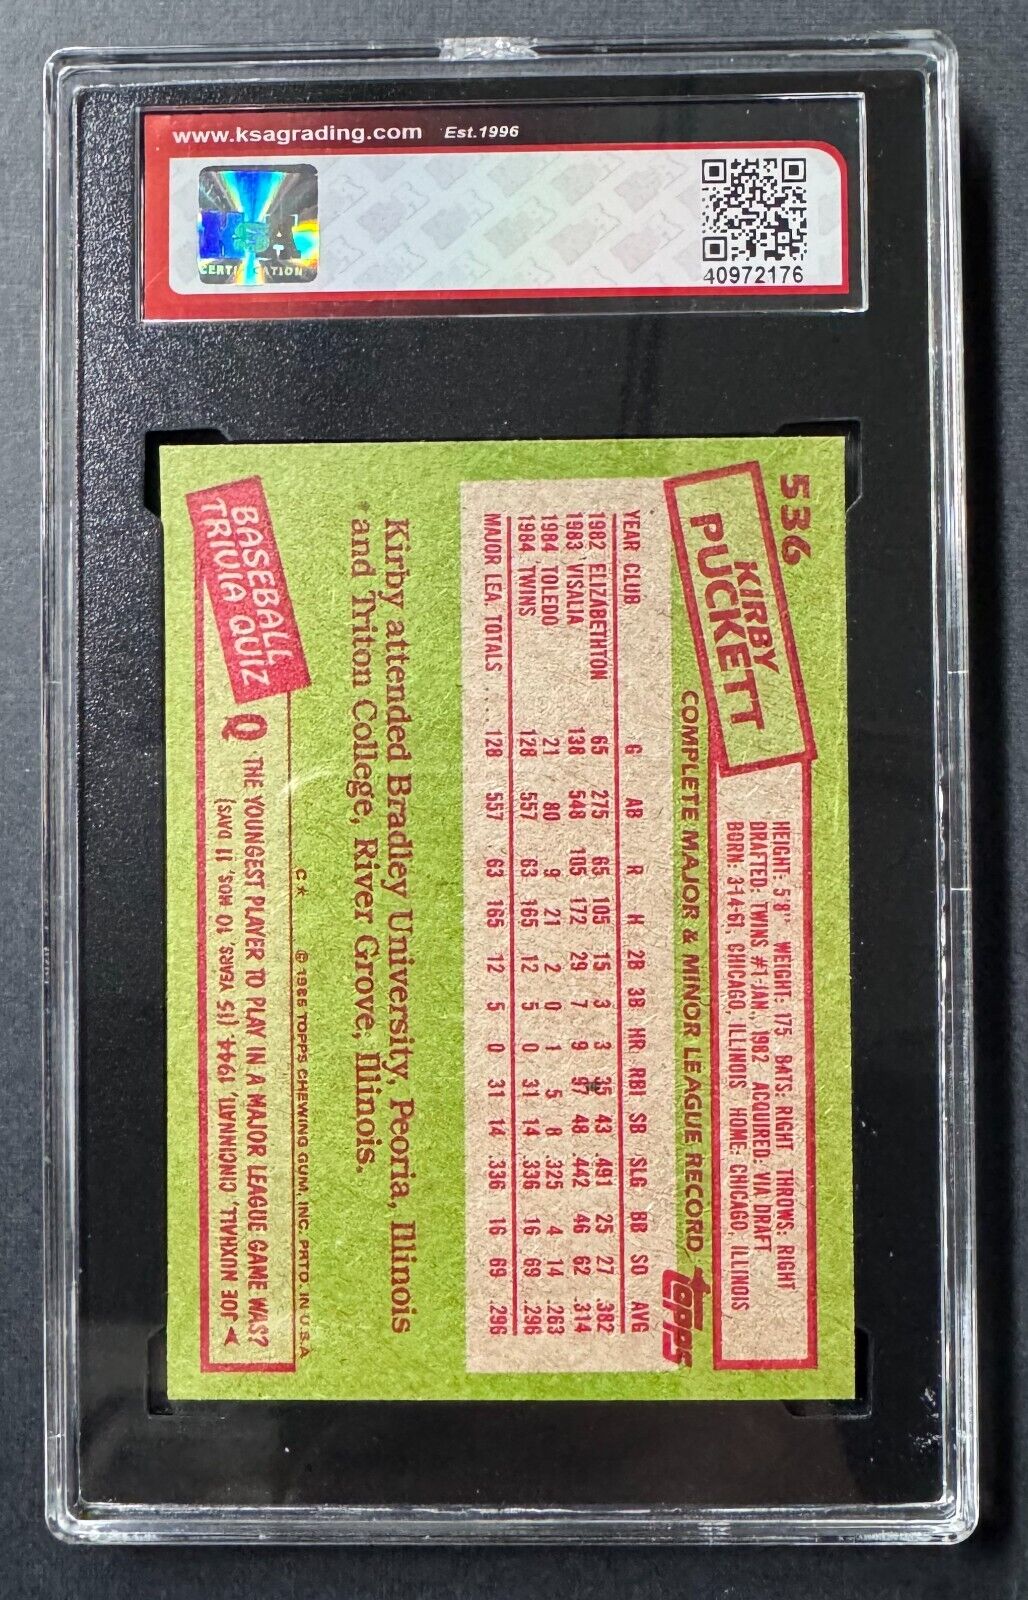 www.ksagrading.com Est.1996
KSA
CERTIFICATION
40972176
536
KIRBY
PUCKETT
HEIGHT: 5'8" WEIGHT: 175 BATS: RIGHT THROWS: RIGHT
DRAFTED: TWINS #1-JAN., 1982 ACQUIRED: VIA DRAFT
BORN: 3-14-61, CHICAGO, ILLINOIS HOME: CHICAGO, ILLINOIS
COMPLETE MAJOR & MINOR LEAGUE RECORD
topps
YEAR CLUB G AB R H 2B 3B HR RBI SB SLG BB SO AVG
1982 ELIZABETHTON 65 275 65 105 15 3 3 35 43 .491 25 27 .382
1983 VISALIA 138 548 105 172 29 7 9 97 48 .442 46 62 .314
1984 TOLEDO 21 80 9 21 2 0 1 5 8 .325 4 14 .263
1984 TWINS 128 557 63 165 12 5 0 31 14 .336 16 69 .296
MAJOR LEA. TOTALS ... 128 557 63 165 12 5 0 31 14 .336 16 69 .296
Kirby attended Bradley University, Peoria, Illinois
and Triton College, River Grove, Illinois.
C* © 1985 TOPPS CHEWING GUM, INC. PRTD. IN U.S.A.
BASEBALL
TRIVIA QUIZ
Q THE YOUNGEST PLAYER TO PLAY IN A MAJOR LEAGUE GAME WAS?
JOE NUXHALL, CINCINNATI, 1944. (15 YEARS, 10 MOS., 11 DAYS)